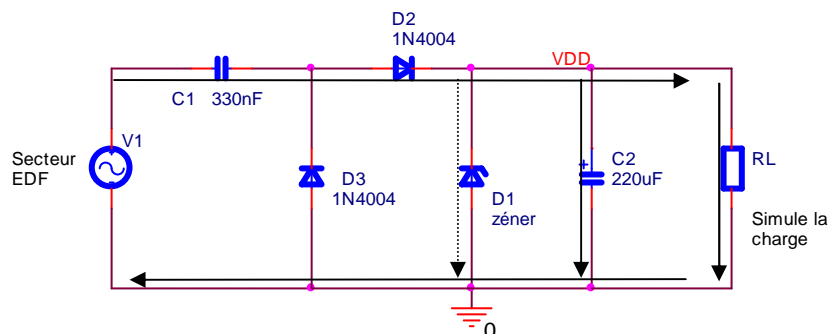 D2
1N4004
VDD
C1 330nF
V1
Secteur
EDF
D3
1N4004
D1
zéner
+
C2
220uF
RL
Simule la
charge
0